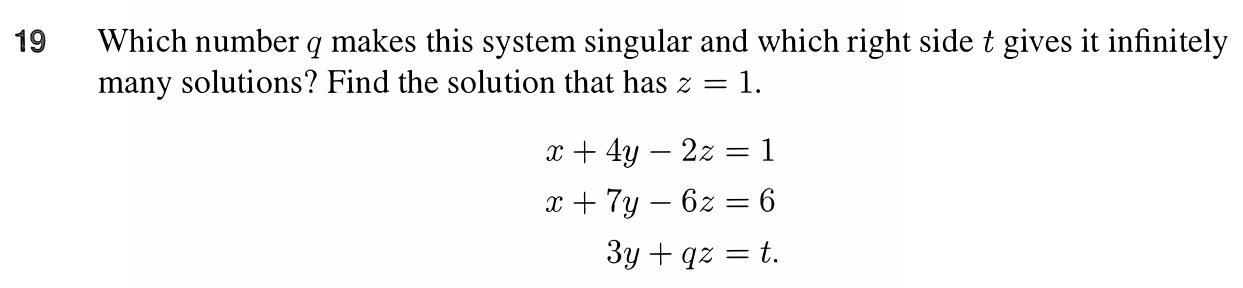 19 Which number q makes this system singular and which right side t gives it infinitely
many solutions? Find the solution that has z = 1.
x + 4y − 2z = 1
x + 7y − 6z = 6
3y + qz = t.